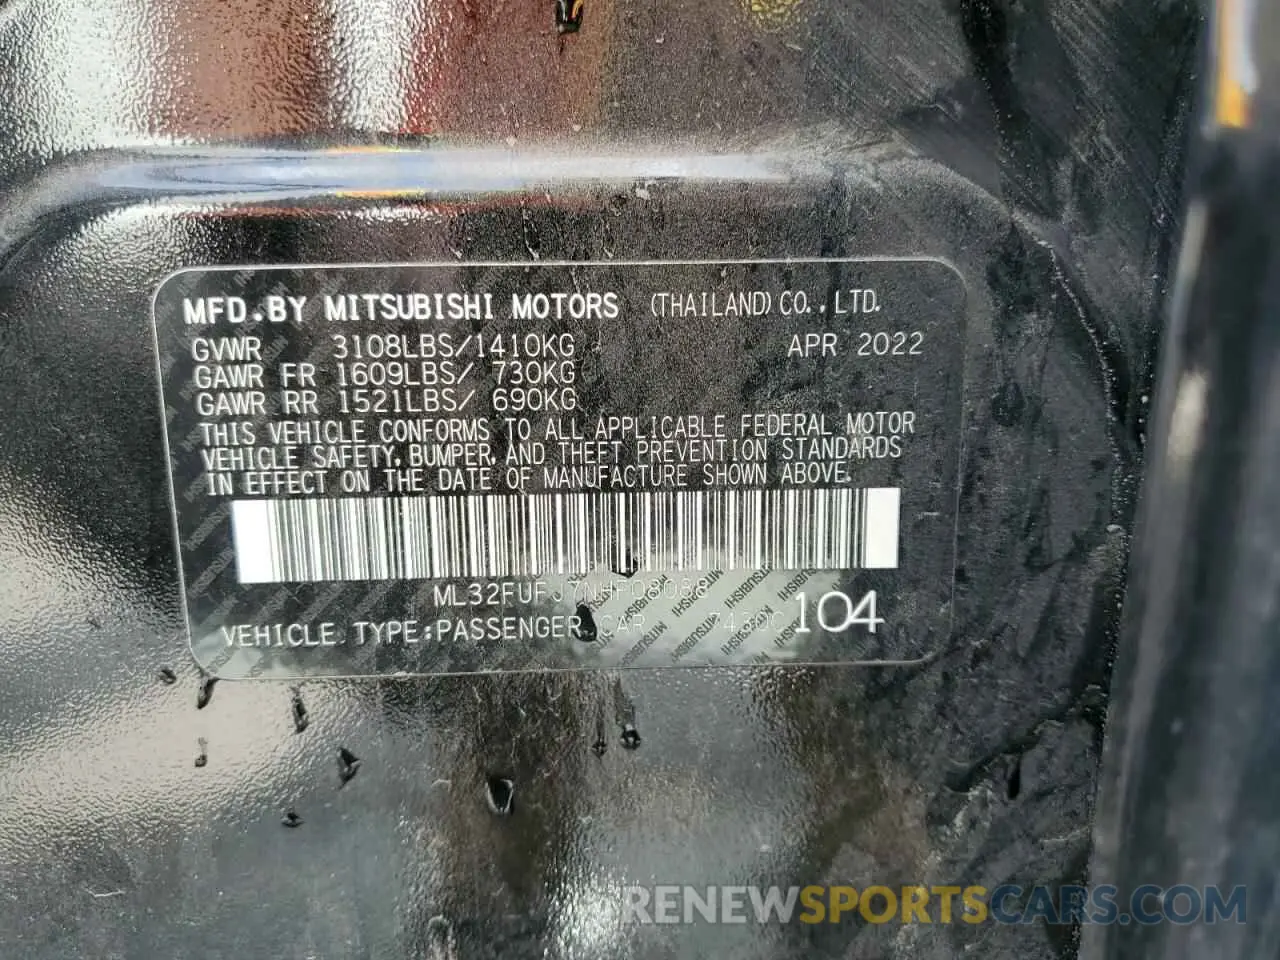 MFD.BY MITSUBISHI MOTORS (THAILAND)CO.,LTD.
GVWR 3108LBS/1410KG APR 2022
GAWR FR 1609LBS/ 730KG
GAWR RR 1521LBS/ 690KG
THIS VEHICLE CONFORMS TO ALL APPLICABLE FEDERAL MOTOR
VEHICLE SAFETY, BUMPER, AND THEFT PREVENTION STANDARDS
IN EFFECT ON THE DATE OF MANUFACTURE SHOWN ABOVE.
VEHICLE TYPE:PASSENGER CAR 104
RENEWSPORTSCARS.COM